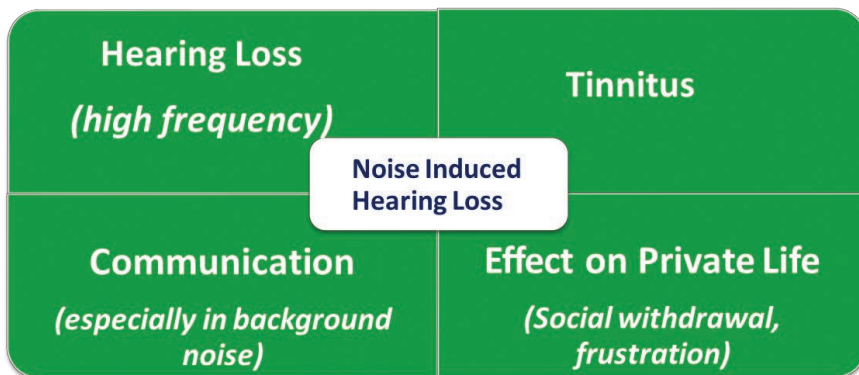 Hearing Loss
(high frequency)
Tinnitus
Noise Induced
Hearing Loss
Communication
(especially in background
noise)
Effect on Private Life
(Social withdrawal,
frustration)